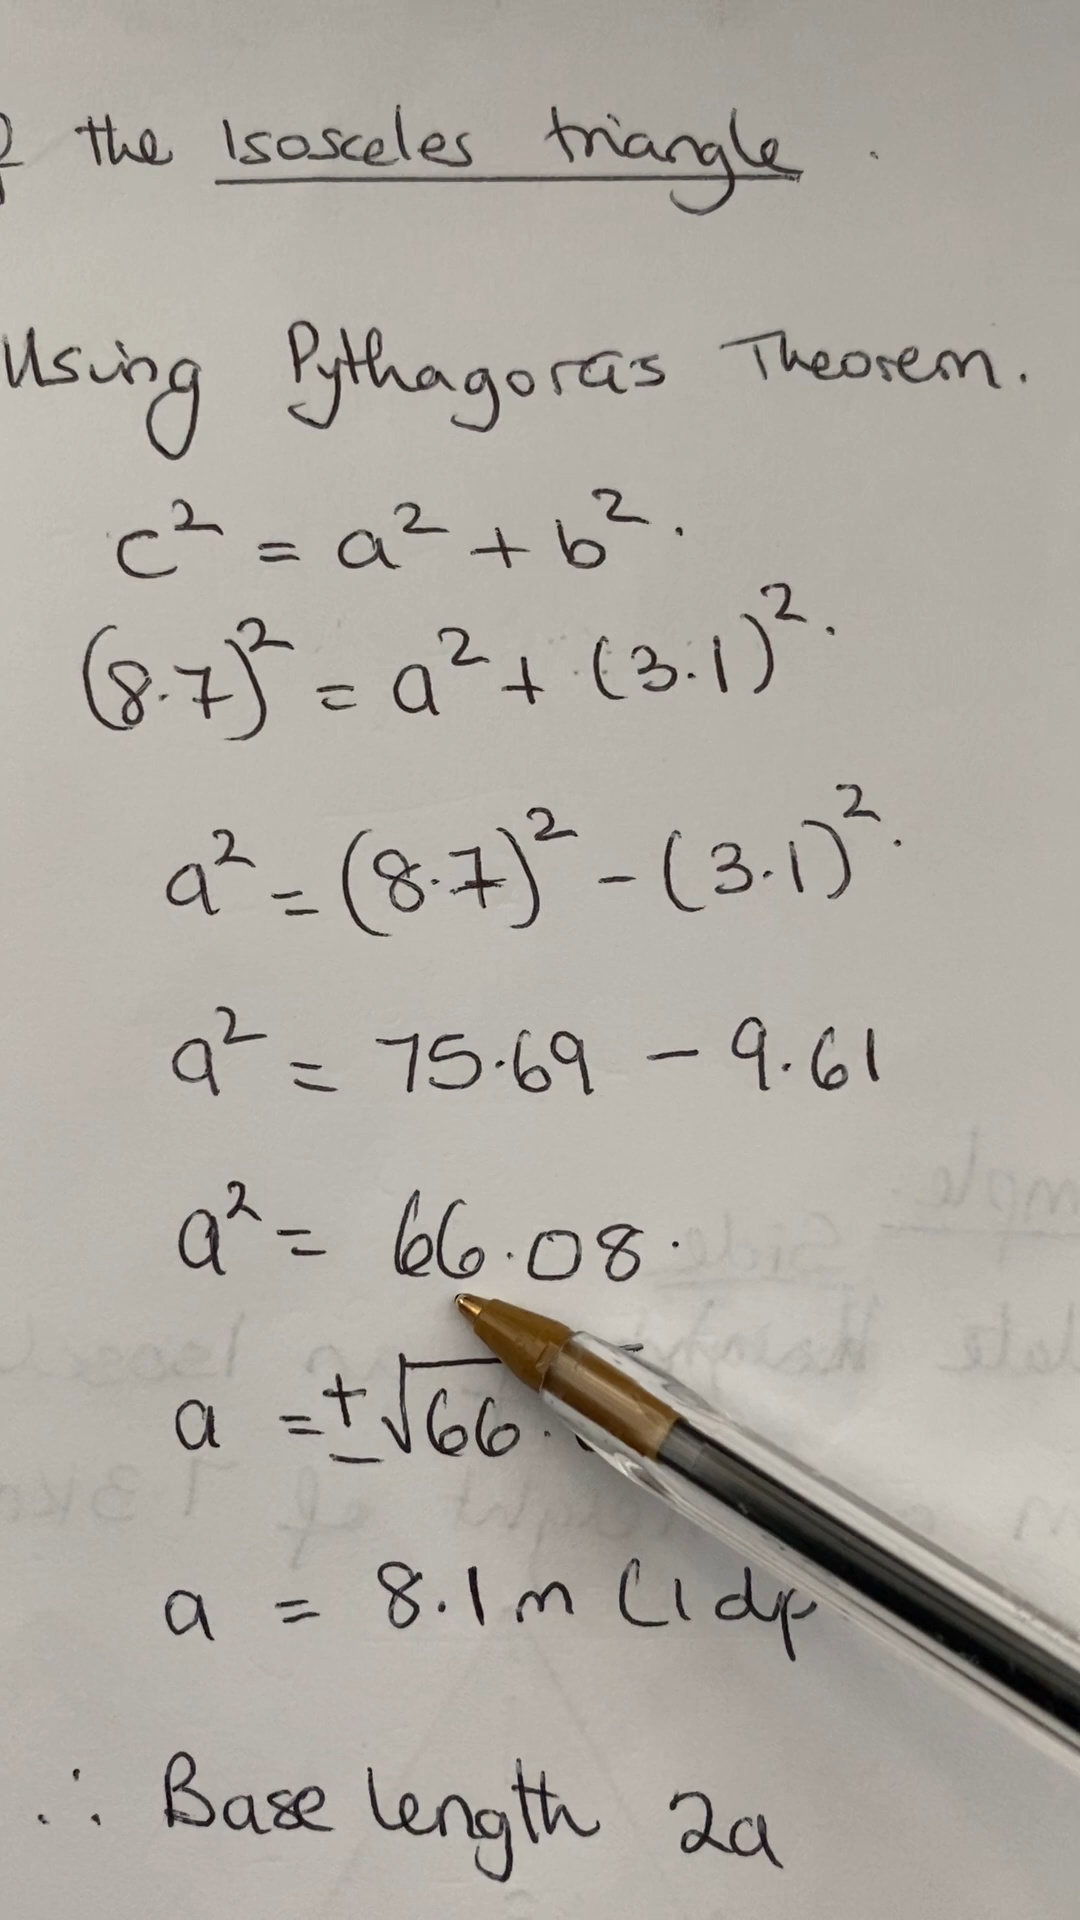 the Isosceles triangle.
Using Pythagoras Theorem.
c² = a² + b².
(8.7)² = a² + (3.1)².
a² = (8.7)² - (3.1)².
a² = 75.69 - 9.61
a² = 66.08.
a = ±√66.
a = 8.1m (1dp
∴ Base length 2a